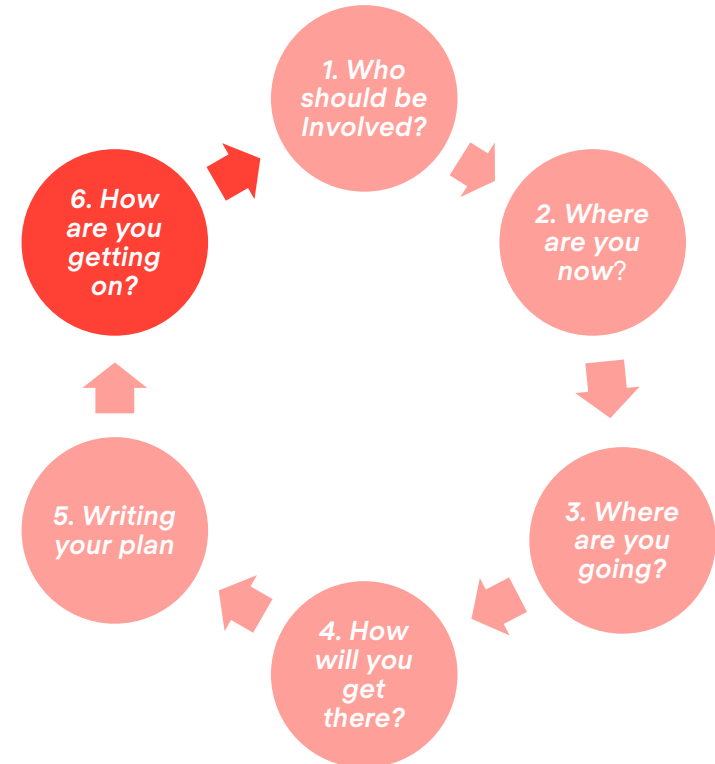 1. Who
should be
Involved?
2. Where
are you
now?
3. Where
are you
going?
4. How
will you
get
there?
5. Writing
your plan
6. How
are you
getting
on?